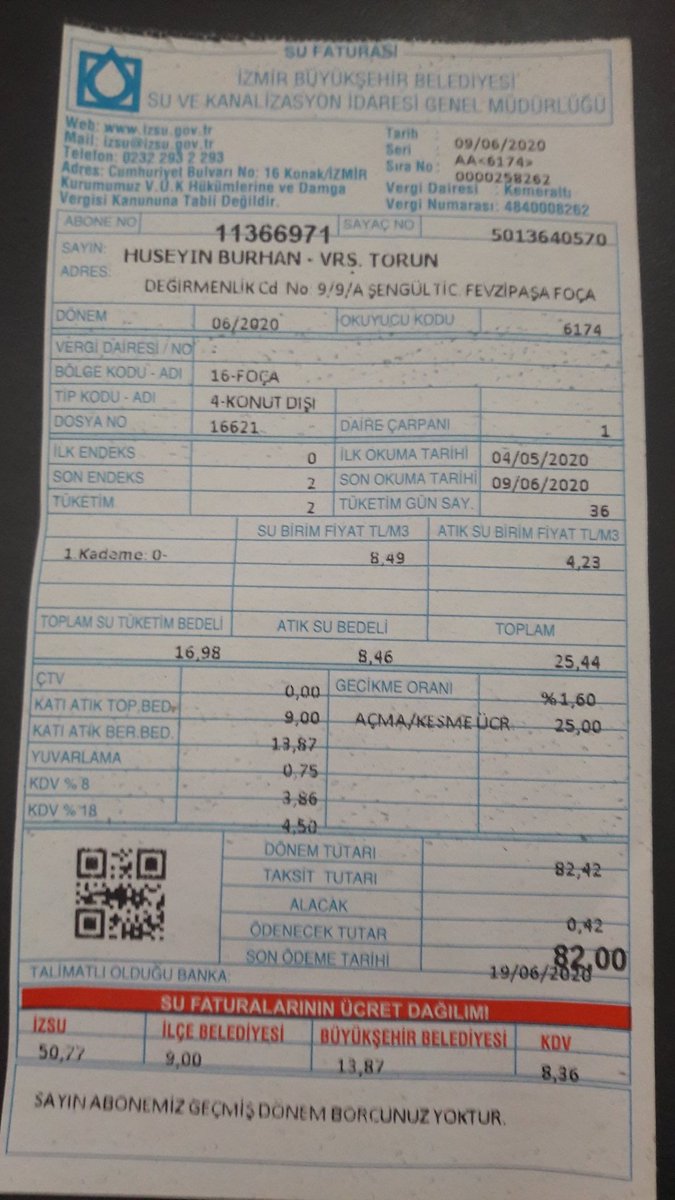 SU FATURASI
İZMİR BÜYÜKŞEHİR BELEDİYESİ
SU VE KANALİZASYON İDARESİ GENEL MÜDÜRLÜĞÜ
Web: www.izsu.gov.tr
Mail: izsu@izsu.gov.tr
Telefon: 0232 293 2 293
Adres: Cumhuriyet Bulvarı No: 16 Konak/İZMİR
Kurumumuz V.U.K Hükümlerine ve Damga
Vergisi Kanununa Tabii Değildir.
Tarih : 09/06/2020
Seri : AA<6174>
Sıra No : 0000258262
Vergi Dairesi : Kemeraltı
Vergi Numarası: 4840008262
ABONE NO 11366971 SAYAÇ NO 5013640570
SAYIN: HUSEYIN BURHAN - VRS. TORUN
ADRES: DEĞİRMENLİK Cd No 9/9/A ŞENGÜL TİC. FEVZİPAŞA FOÇA
DÖNEM 06/2020 OKUYUCU KODU 6174
VERGİ DAİRESİ / NO -
BÖLGE KODU - ADI 16-FOÇA
TİP KODU - ADI 4-KONUT DIŞI
DOSYA NO 16621 DAİRE ÇARPANI 1
İLK ENDEKS 0 İLK OKUMA TARİHİ 04/05/2020
SON ENDEKS 2 SON OKUMA TARİHİ 09/06/2020
TÜKETİM 2 TÜKETİM GÜN SAY. 36
SU BİRİM FİYAT TL/M3 ATIK SU BİRİM FİYAT TL/M3
1.Kademe: 0- 8,49 4,23
TOPLAM SU TÜKETİM BEDELİ ATIK SU BEDELİ TOPLAM
16,98 8,46 25,44
ÇTV 0,00 GECİKME ORANI %1,60
KATI ATIK TOP.BED. 9,00 AÇMA/KESME ÜCR. 25,00
KATI ATIK BER.BED. 13,87
YUVARLAMA 0,75
KDV % 8 3,86
KDV % 18 4,50
DÖNEM TUTARI 82,42
TAKSİT TUTARI
ALACAK 0,42
ÖDENECEK TUTAR 82,00
SON ÖDEME TARİHİ 19/06/2020
TALİMATLI OLDUĞU BANKA:
SU FATURALARININ ÜCRET DAĞILIMI
İZSU İLÇE BELEDİYESİ BÜYÜKŞEHİR BELEDİYESİ KDV
50,77 9,00 13,87 8,36
SAYIN ABONEMİZ GEÇMİŞ DÖNEM BORCUNUZ YOKTUR.